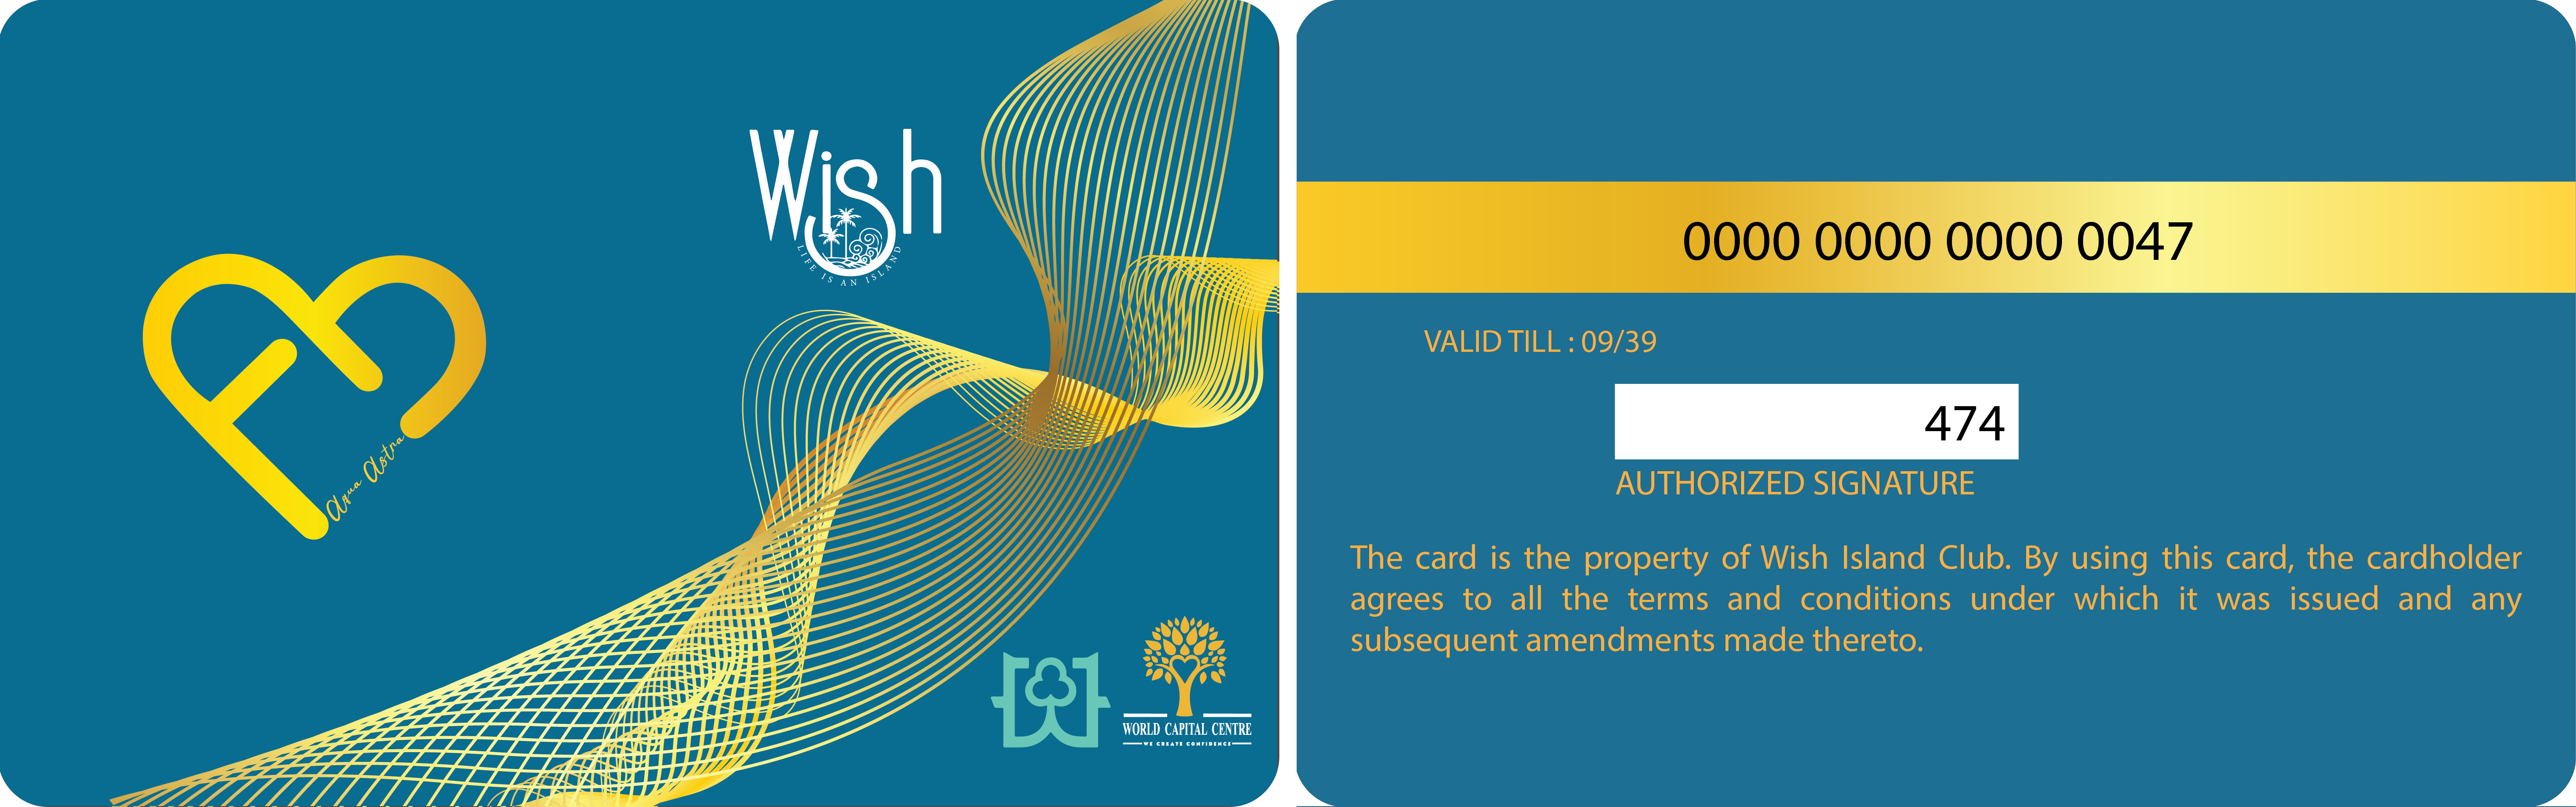 Wish
LIFE IS AN ISLAND
Aqua Astra
WORLD CAPITAL CENTRE
WE CREATE CONFIDENCE
0000 0000 0000 0047
VALID TILL : 09/39
474
AUTHORIZED SIGNATURE
The card is the property of Wish Island Club. By using this card, the cardholder
agrees to all the terms and conditions under which it was issued and any
subsequent amendments made thereto.